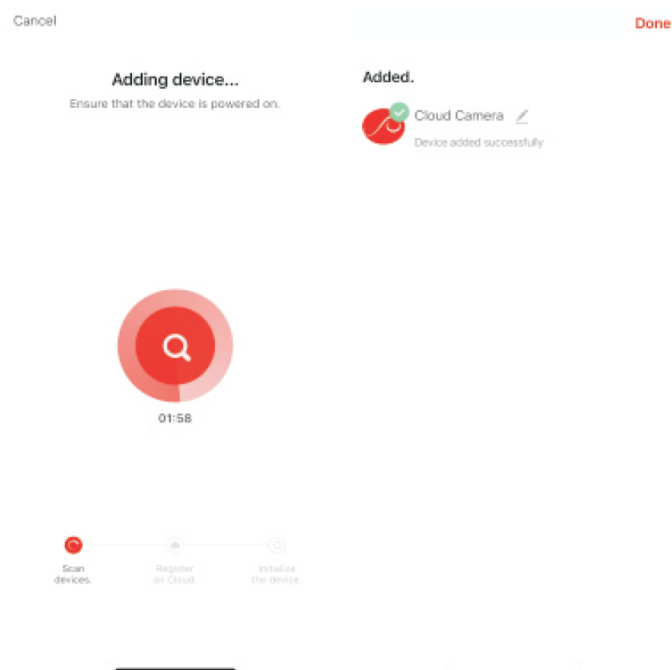 Cancel
Adding device...
Ensure that the device is powered on.
01:58
Scan
devices.
Register
on Cloud.
Initialize
the device.
Done
Added.
Cloud Camera
Device added successfully